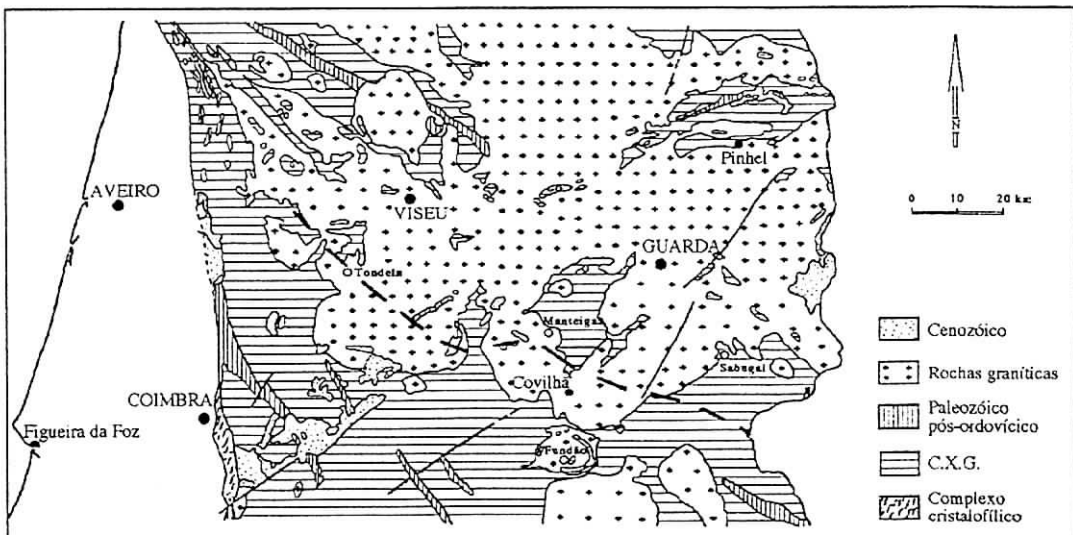 N
0 10 20 km
AVEIRO
VISEU
Pinhel
GUARDA
Tondela
Manteigas
Covilhã
Sabugal
COIMBRA
Figueira da Foz
Fundão
Cenozóico
Rochas graníticas
Paleozóico
pós-ordovícico
C.X.G.
Complexo
cristalofílico